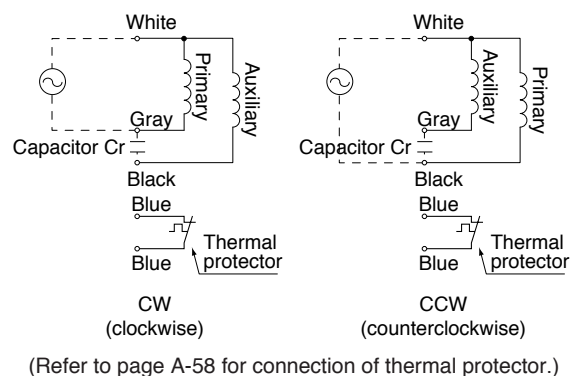 White
Primary
Auxiliary
Gray
Capacitor Cr
Black
Blue
Blue
Thermal
protector
CW
(clockwise)
White
Auxiliary
Primary
Gray
Capacitor Cr
Black
Blue
Blue
Thermal
protector
CCW
(counterclockwise)
(Refer to page A-58 for connection of thermal protector.)